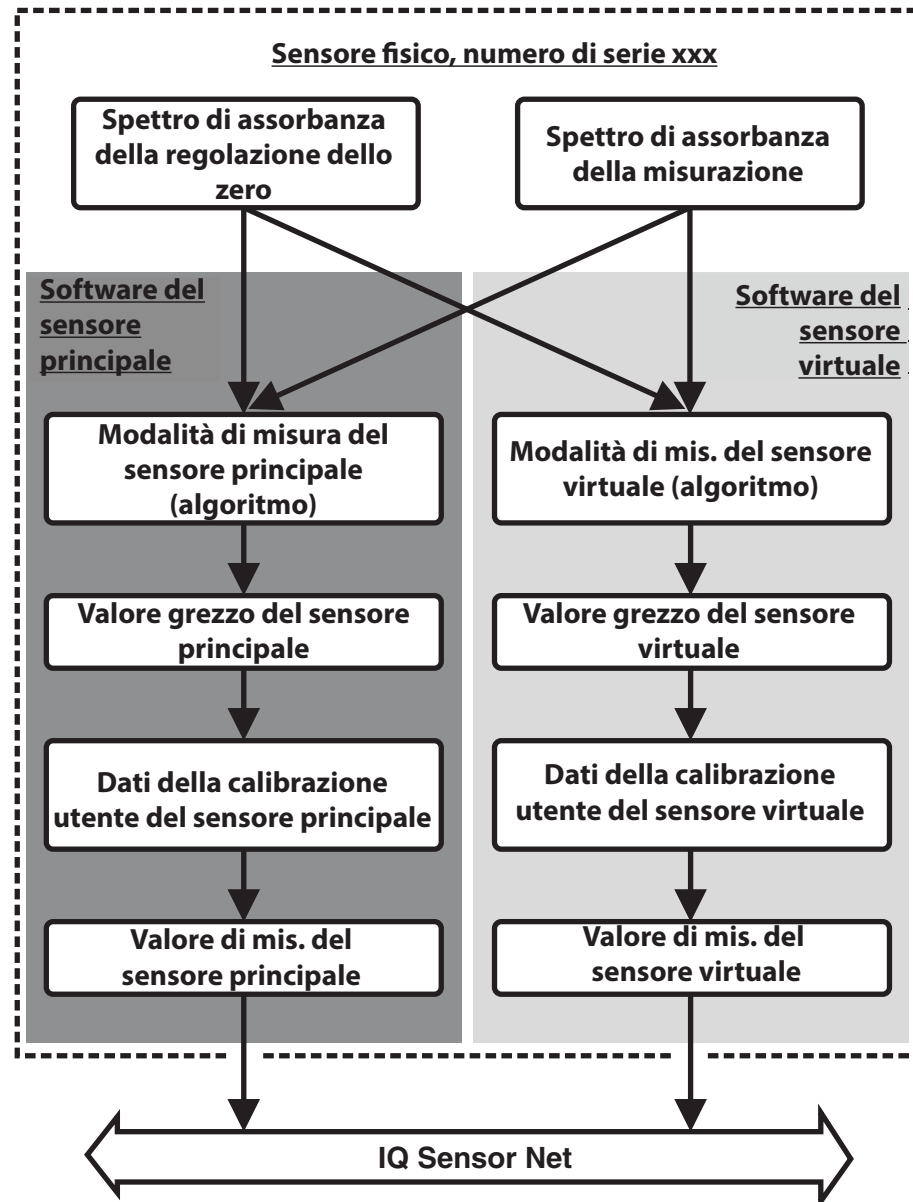 Sensore fisico, numero di serie xxx
Spettro di assorbanza
della regolazione dello
zero
Spettro di assorbanza
della misurazione
Software del
sensore
principale
Software del
sensore
virtuale
Modalità di misura del
sensore principale
(algoritmo)
Modalità di mis. del sensore
virtuale (algoritmo)
Valore grezzo del sensore
principale
Valore grezzo del sensore
virtuale
Dati della calibrazione
utente del sensore principale
Dati della calibrazione
utente del sensore virtuale
Valore di mis. del
sensore principale
Valore di mis. del
sensore virtuale
IQ Sensor Net